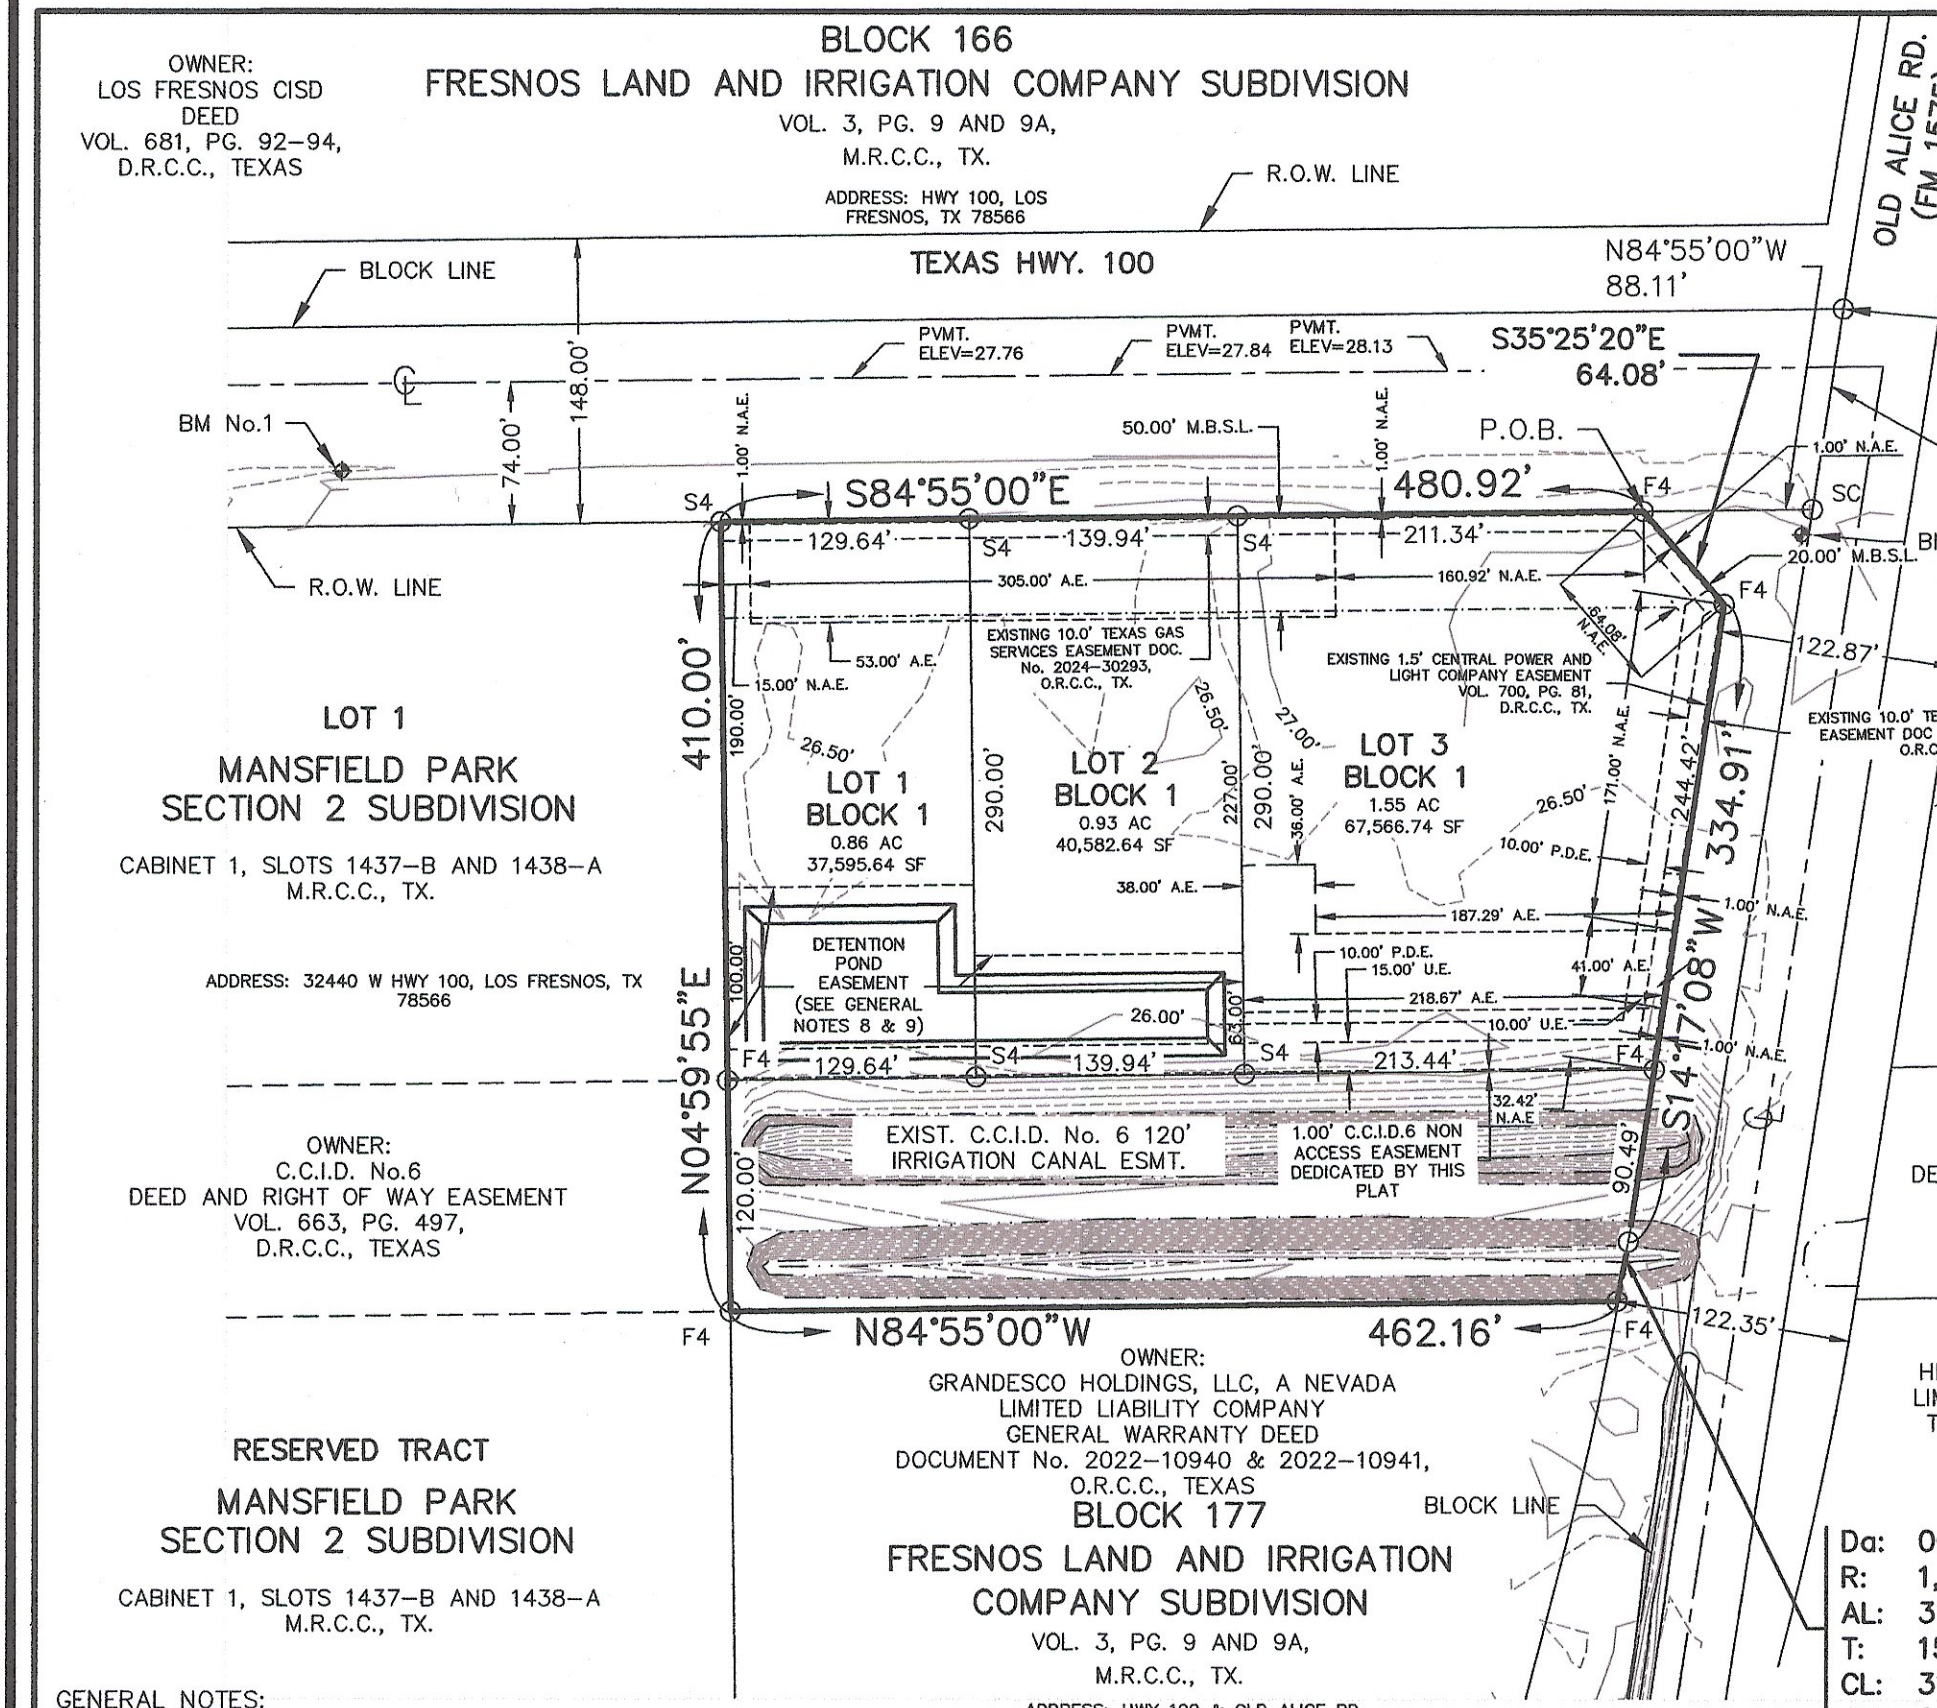 BLOCK 166
FRESNOS LAND AND IRRIGATION COMPANY SUBDIVISION
VOL. 3, PG. 9 AND 9A,
M.R.C.C., TX.
ADDRESS: HWY 100, LOS
FRESNOS, TX 78566
OWNER:
LOS FRESNOS CISD
DEED
VOL. 681, PG. 92-94,
D.R.C.C., TEXAS
R.O.W. LINE
OLD ALICE RD.
BLOCK LINE
TEXAS HWY. 100
N84°55'00"W
88.11'
148.00'
74.00'
PVMT.
ELEV=27.76
PVMT.
ELEV=27.84
PVMT.
ELEV=28.13
S35°25'20"E
64.08'
BM No.1
1.00' N.A.E.
50.00' M.B.S.L.
1.00' N.A.E.
P.O.B.
1.00' N.A.E.
S4
S84°55'00"E
480.92'
F4
SC
129.64'
S4
139.94'
S4
211.34'
20.00' M.B.S.L.
R.O.W. LINE
305.00' A.E.
160.92' N.A.E.
F4
64.08'
N.A.E.
122.87'
410.00'
190.00'
53.00' A.E.
15.00' N.A.E.
EXISTING 10.0' TEXAS GAS
SERVICES EASEMENT DOC.
No. 2024-30293,
O.R.C.C., TX.
EXISTING 1.5' CENTRAL POWER AND
LIGHT COMPANY EASEMENT
VOL. 700, PG. 81,
D.R.C.C., TX.
26.50'
27.00'
26.50'
LOT 1
MANSFIELD PARK
SECTION 2 SUBDIVISION
CABINET 1, SLOTS 1437-B AND 1438-A
M.R.C.C., TX.
LOT 1
BLOCK 1
0.86 AC
37,595.64 SF
290.00'
LOT 2
BLOCK 1
0.93 AC
40,582.64 SF
227.00'
290.00'
36.00' A.E.
LOT 3
BLOCK 1
1.55 AC
67,566.74 SF
26.50'
171.00' N.A.E.
244.42'
334.91'
EXISTING 10.0'
EASEMENT DOC
10.00' P.D.E.
38.00' A.E.
187.29' A.E.
1.00' N.A.E.
ADDRESS: 32440 W HWY 100, LOS FRESNOS, TX
78566
100.00'
DETENTION
POND
EASEMENT
(SEE GENERAL
NOTES 8 & 9)
10.00' P.D.E.
15.00' U.E.
41.00' A.E.
218.67' A.E.
26.00'
63.00'
10.00' U.E.
1.00' N.A.E.
F4
129.64'
S4
139.94'
S4
213.44'
F4
N04°59'55"E
S14°17'08"W
32.42'
N.A.E
OWNER:
C.C.I.D. No.6
DEED AND RIGHT OF WAY EASEMENT
VOL. 663, PG. 497,
D.R.C.C., TEXAS
120.00'
EXIST. C.C.I.D. No. 6 120'
IRRIGATION CANAL ESMT.
1.00' C.C.I.D.6 NON
ACCESS EASEMENT
DEDICATED BY THIS
PLAT
90.49'
F4
N84°55'00"W
462.16'
F4
122.35'
OWNER:
GRANDESCO HOLDINGS, LLC, A NEVADA
LIMITED LIABILITY COMPANY
GENERAL WARRANTY DEED
DOCUMENT No. 2022-10940 & 2022-10941,
O.R.C.C., TEXAS
BLOCK 177
FRESNOS LAND AND IRRIGATION
COMPANY SUBDIVISION
VOL. 3, PG. 9 AND 9A,
M.R.C.C., TX.
BLOCK LINE
RESERVED TRACT
MANSFIELD PARK
SECTION 2 SUBDIVISION
CABINET 1, SLOTS 1437-B AND 1438-A
M.R.C.C., TX.
Da:
R:
AL:
T:
CL:
GENERAL NOTES: